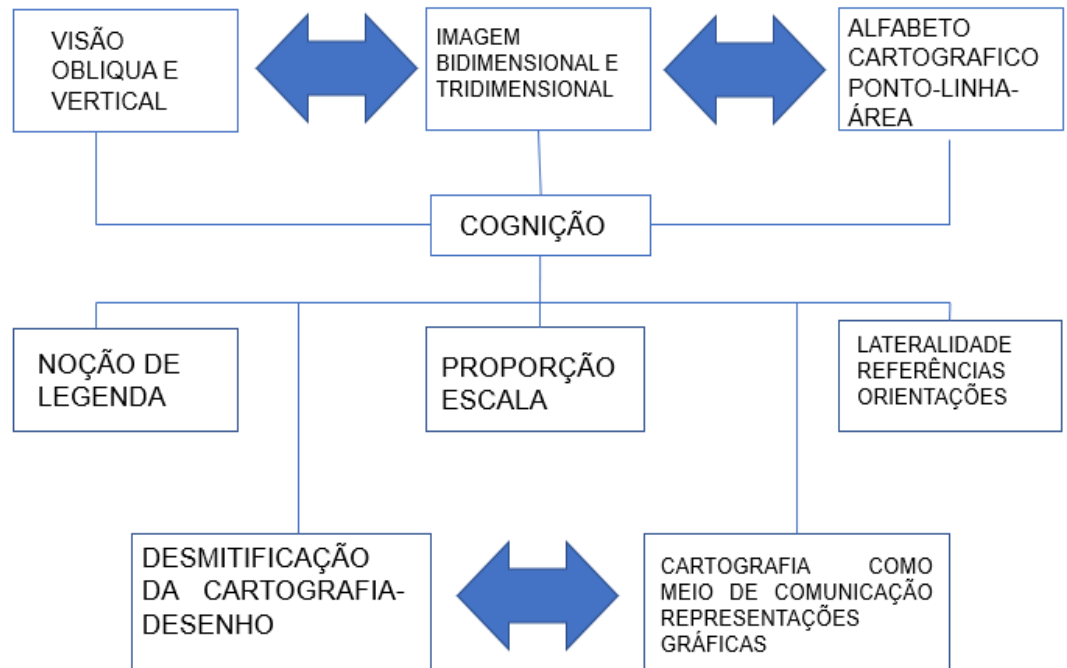 VISÃO
OBLIQUA E
VERTICAL
IMAGEM
BIDIMENSIONAL E
TRIDIMENSIONAL
ALFABETO
CARTOGRAFICO
PONTO-LINHA-
ÁREA
COGNIÇÃO
NOÇÃO DE
LEGENDA
PROPORÇÃO
ESCALA
LATERALIDADE
REFERÊNCIAS
ORIENTAÇÕES
DESMITIFICAÇÃO
DA CARTOGRAFIA-
DESENHO
CARTOGRAFIA COMO
MEIO DE COMUNICAÇÃO
REPRESENTAÇÕES
GRÁFICAS